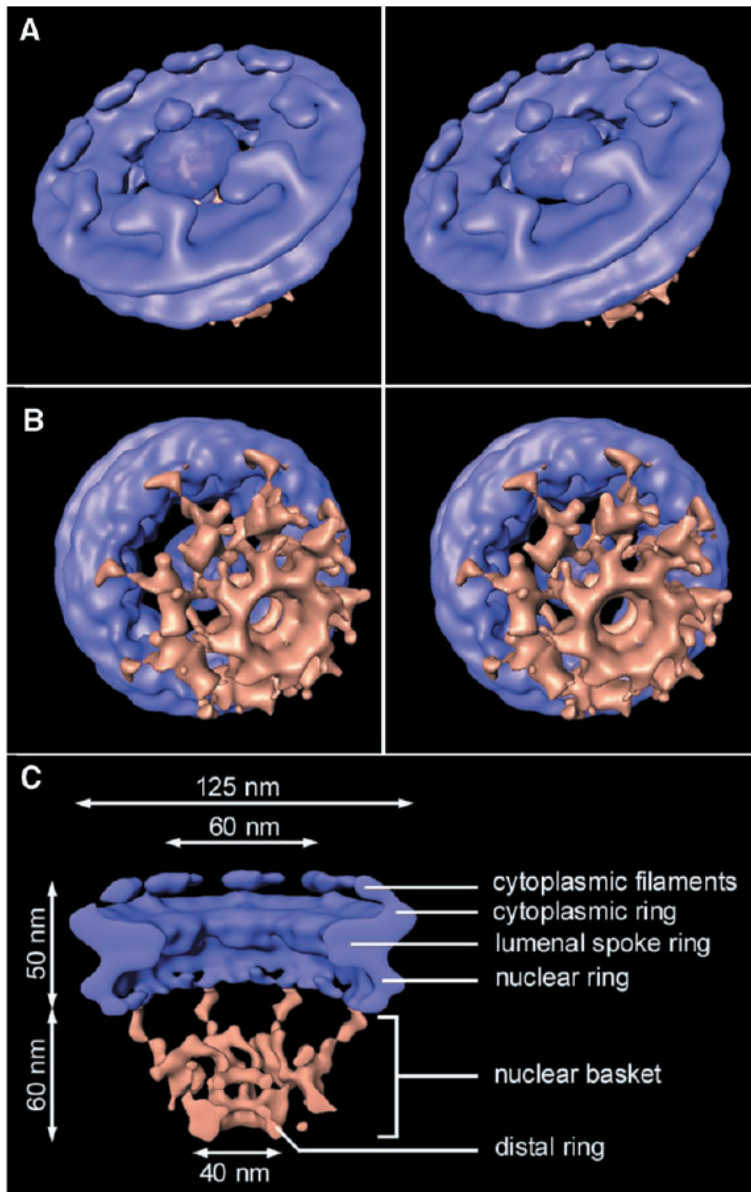 A
B
C
125 nm
60 nm
cytoplasmic filaments
cytoplasmic ring
lumenal spoke ring
nuclear ring
50 nm
60 nm
nuclear basket
distal ring
40 nm